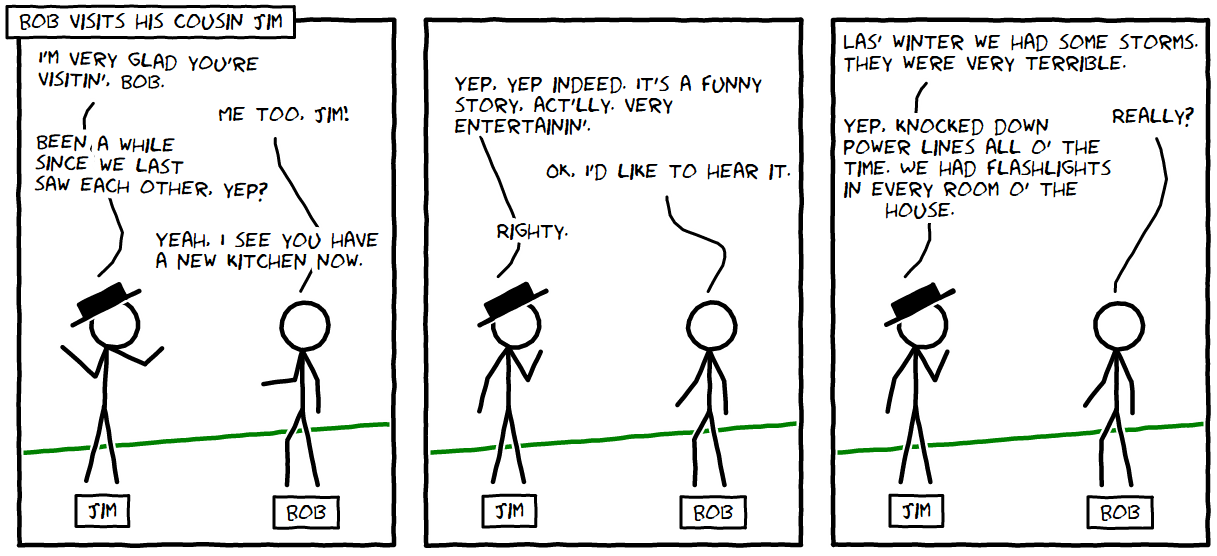 BOB VISITS HIS COUSIN JIM
I'M VERY GLAD YOU'RE
VISITIN', BOB.
ME TOO, JIM!
BEEN A WHILE
SINCE WE LAST
SAW EACH OTHER, YEP?
YEAH, I SEE YOU HAVE
A NEW KITCHEN NOW.
JIM
BOB
YEP, YEP INDEED. IT'S A FUNNY
STORY, ACT'LLY. VERY
ENTERTAININ'.
OK, I'D LIKE TO HEAR IT.
RIGHTY.
JIM
BOB
LAS' WINTER WE HAD SOME STORMS.
THEY WERE VERY TERRIBLE.
REALLY?
YEP, KNOCKED DOWN
POWER LINES ALL O' THE
TIME. WE HAD FLASHLIGHTS
IN EVERY ROOM O' THE
HOUSE.
JIM
BOB